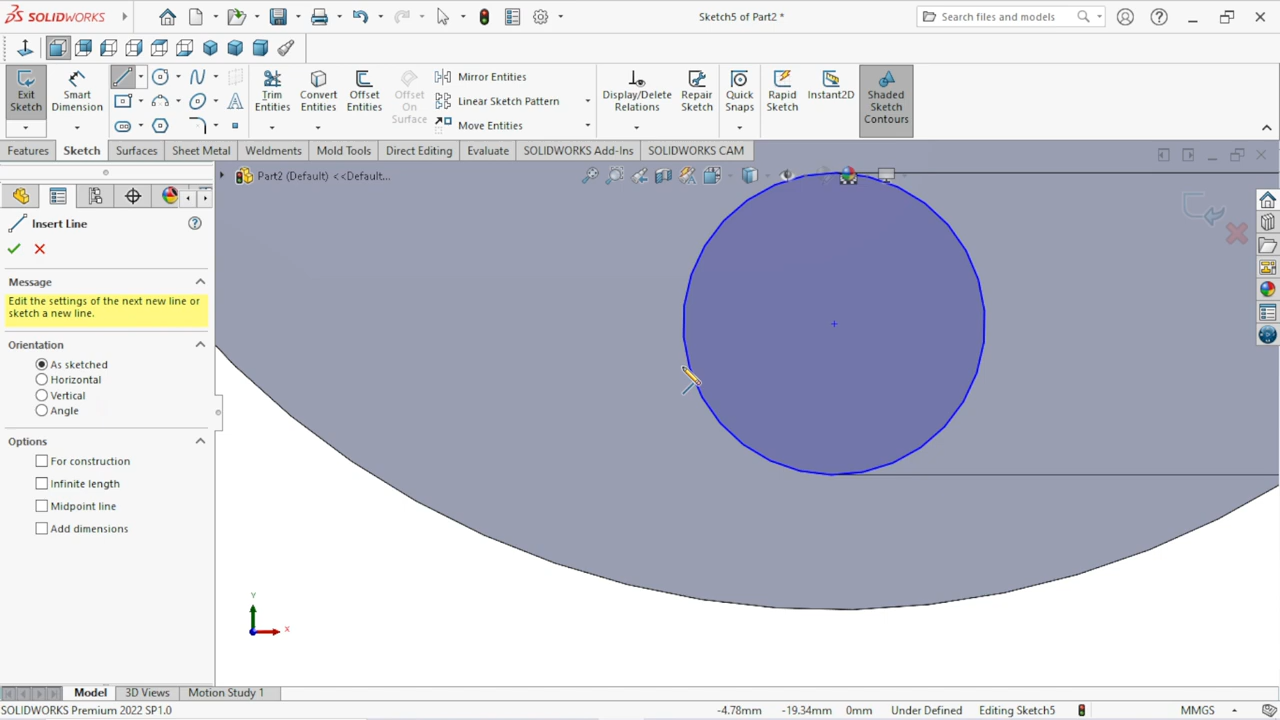 SOLIDWORKS
Sketch5 of Part2 *
Search files and models
Exit Sketch
Smart Dimension
Trim Entities
Convert Entities
Offset Entities
Offset On Surface
Mirror Entities
Linear Sketch Pattern
Move Entities
Display/Delete Relations
Repair Sketch
Quick Snaps
Rapid Sketch
Instant2D
Shaded Sketch Contours
Features
Sketch
Surfaces
Sheet Metal
Weldments
Mold Tools
Direct Editing
Evaluate
SOLIDWORKS Add-Ins
SOLIDWORKS CAM
Part2 (Default) <<Default...
Insert Line
Message
Edit the settings of the next new line or
sketch a new line.
Orientation
As sketched
Horizontal
Vertical
Angle
Options
For construction
Infinite length
Midpoint line
Add dimensions
Y
X
Model
3D Views
Motion Study 1
SOLIDWORKS Premium 2022 SP1.0
-4.78mm
-19.34mm
0mm
Under Defined
Editing Sketch5
MMGS